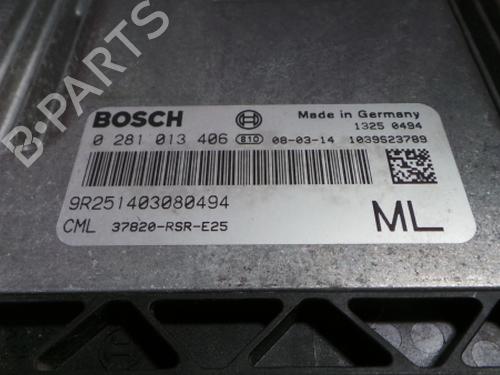 B-PARTS
BOSCH
Made in Germany
1325 0494
0 281 013 406 810 08-03-14 1039S23789
9R251403080494
CML 37820-RSR-E25
ML